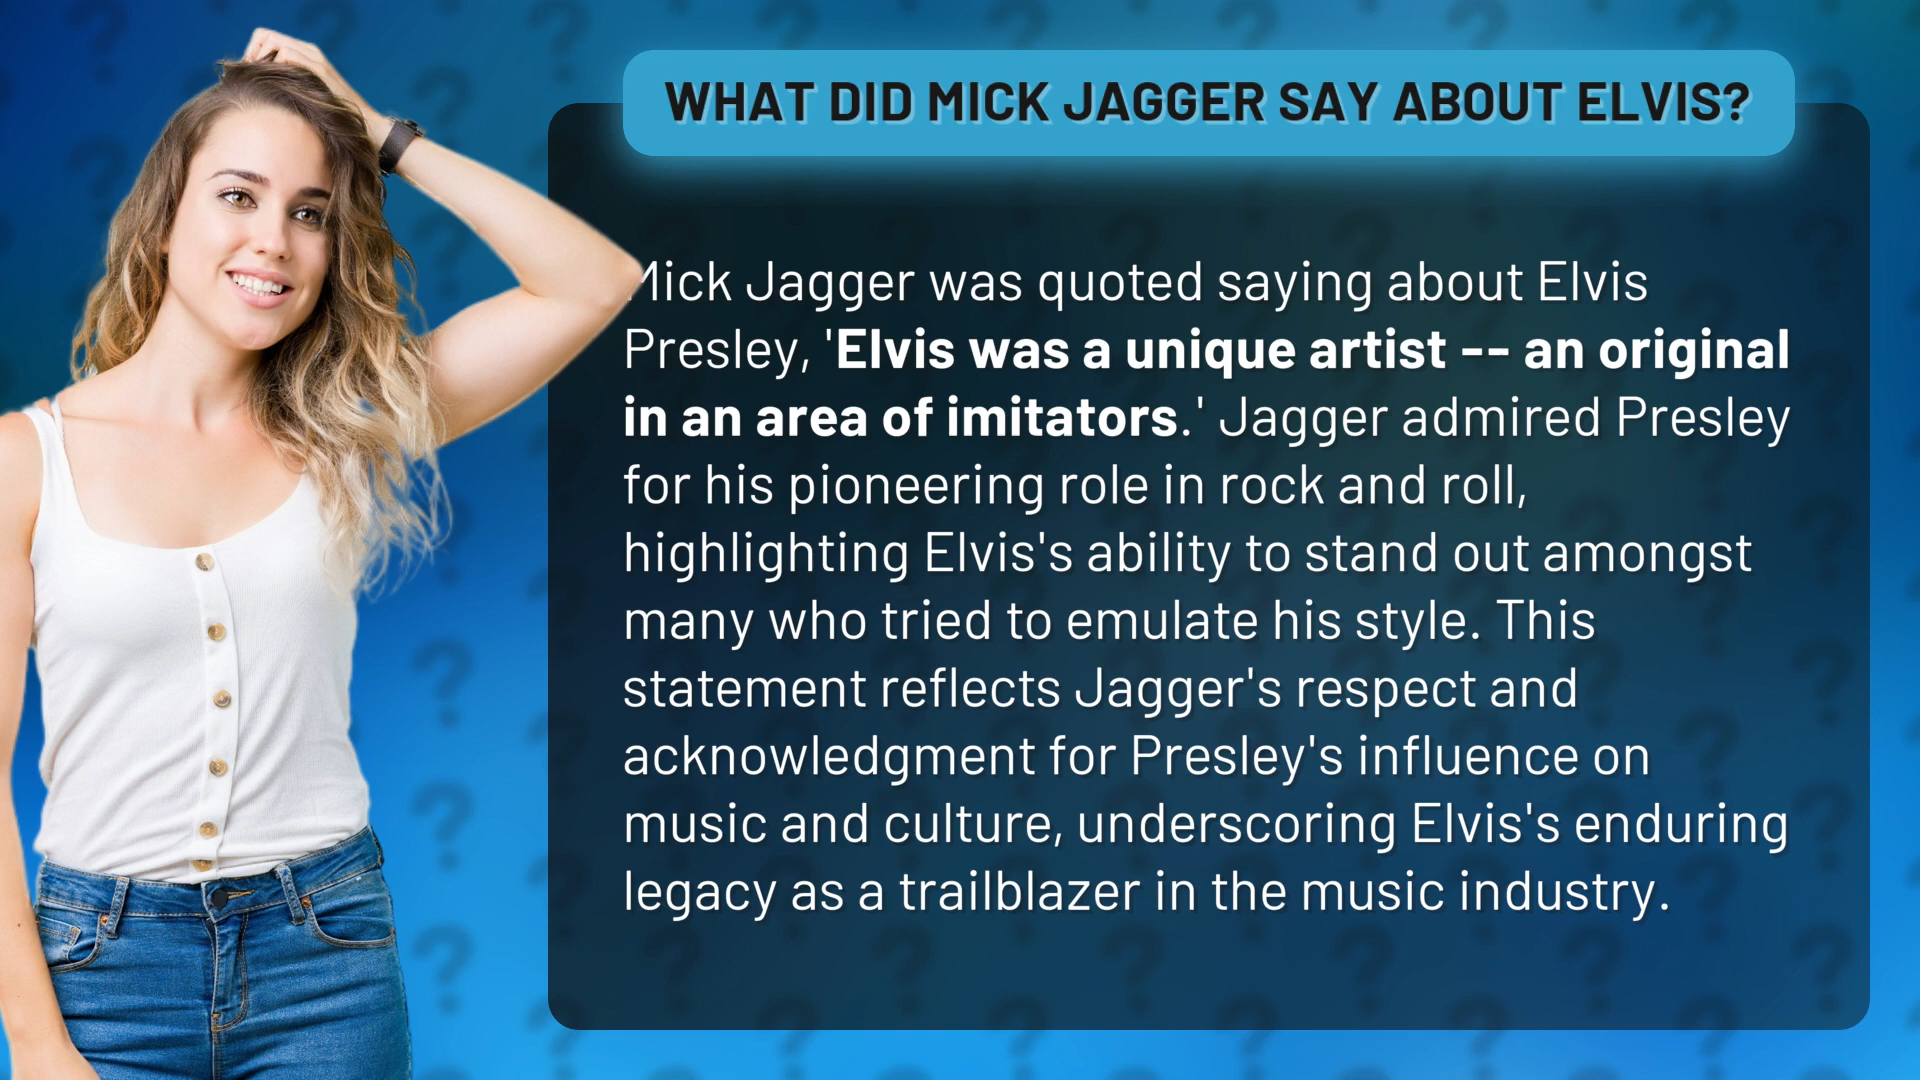 WHAT DID MICK JAGGER SAY ABOUT ELVIS?
Mick Jagger was quoted saying about Elvis
Presley, 'Elvis was a unique artist -- an original
in an area of imitators.' Jagger admired Presley
for his pioneering role in rock and roll,
highlighting Elvis's ability to stand out amongst
many who tried to emulate his style. This
statement reflects Jagger's respect and
acknowledgment for Presley's influence on
music and culture, underscoring Elvis's enduring
legacy as a trailblazer in the music industry.